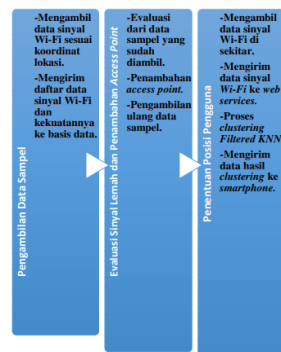 Pengambilan Data Sampel
-Mengambil
data sinyal
Wi-Fi sesuai
koordinat
lokasi.
-Mengirim
daftar data
sinyal Wi-Fi
dan
kekuatannya
ke basis data.
Evaluasi Sinyal Lemah dan Penambahan Access Point
-Evaluasi
dari data
sampel yang
sudah
diambil.
-Penambahan
access point.
-Pengambilan
ulang data
sampel.
Penentuan Posisi Pengguna
-Mengambil
data sinyal
Wi-Fi di
sekitar.
-Mengirim
data sinyal
Wi-Fi ke web
services.
-Proses
clustering
Filtered KNN
-Mengirim
data hasil
clustering ke
smartphone.